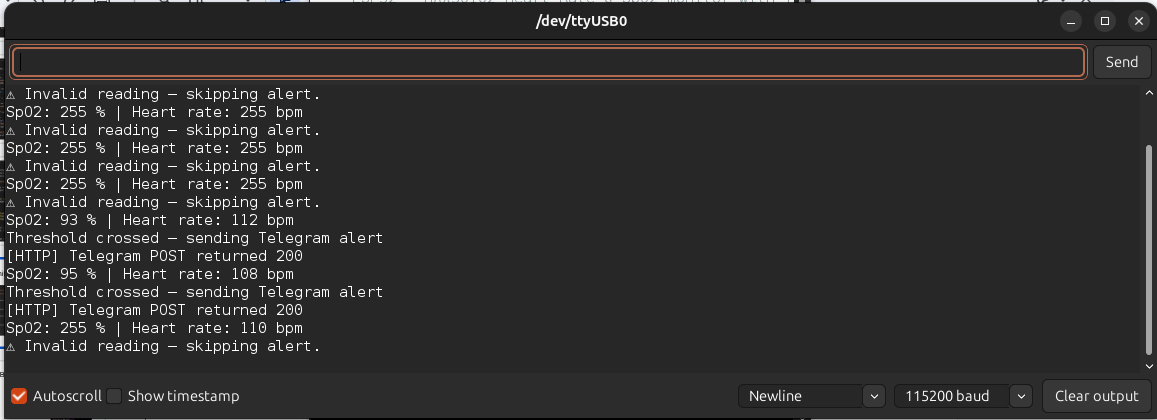 /dev/ttyUSB0
Send
⚠ Invalid reading — skipping alert.
SpO2: 255 % | Heart rate: 255 bpm
⚠ Invalid reading — skipping alert.
SpO2: 255 % | Heart rate: 255 bpm
⚠ Invalid reading — skipping alert.
SpO2: 255 % | Heart rate: 255 bpm
⚠ Invalid reading — skipping alert.
SpO2: 93 % | Heart rate: 112 bpm
Threshold crossed — sending Telegram alert
[HTTP] Telegram POST returned 200
SpO2: 95 % | Heart rate: 108 bpm
Threshold crossed — sending Telegram alert
[HTTP] Telegram POST returned 200
SpO2: 255 % | Heart rate: 110 bpm
⚠ Invalid reading — skipping alert.
Autoscroll Show timestamp Newline 115200 baud Clear output